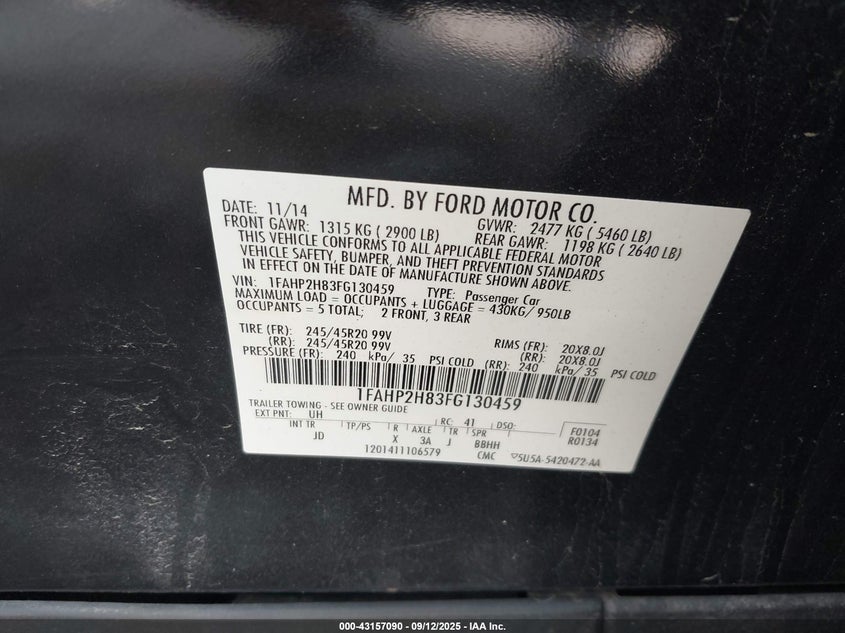 MFD. BY FORD MOTOR CO.
DATE: 11/14 GVWR: 2477 KG ( 5460 LB)
FRONT GAWR: 1315 KG ( 2900 LB) REAR GAWR: 1198 KG ( 2640 LB)
THIS VEHICLE CONFORMS TO ALL APPLICABLE FEDERAL MOTOR
VEHICLE SAFETY, BUMPER, AND THEFT PREVENTION STANDARDS
IN EFFECT ON THE DATE OF MANUFACTURE SHOWN ABOVE.
VIN: 1FAHP2H83FG130459 TYPE: Passenger Car
MAXIMUM LOAD = OCCUPANTS + LUGGAGE = 430KG/ 950LB
OCCUPANTS = 5 TOTAL; 2 FRONT, 3 REAR
TIRE (FR): 245/45R20 99V RIMS (FR): 20X8.0J
(RR): 245/45R20 99V (RR): 20X8.0J
PRESSURE (FR): 240 kPa/ 35 PSI COLD (RR): 240 kPa/ 35 PSI COLD
1FAHP2H83FG130459
TRAILER TOWING - SEE OWNER GUIDE
EXT PNT: UH RC: 41 DSO: F0104
INT TR TP/PS R AXLE TR SPR R0134
JD X 3A J BBHH
1201411106579 CMC ▽5U5A-5420472-AA
000-43157090 - 09/12/2025 - IAA Inc.